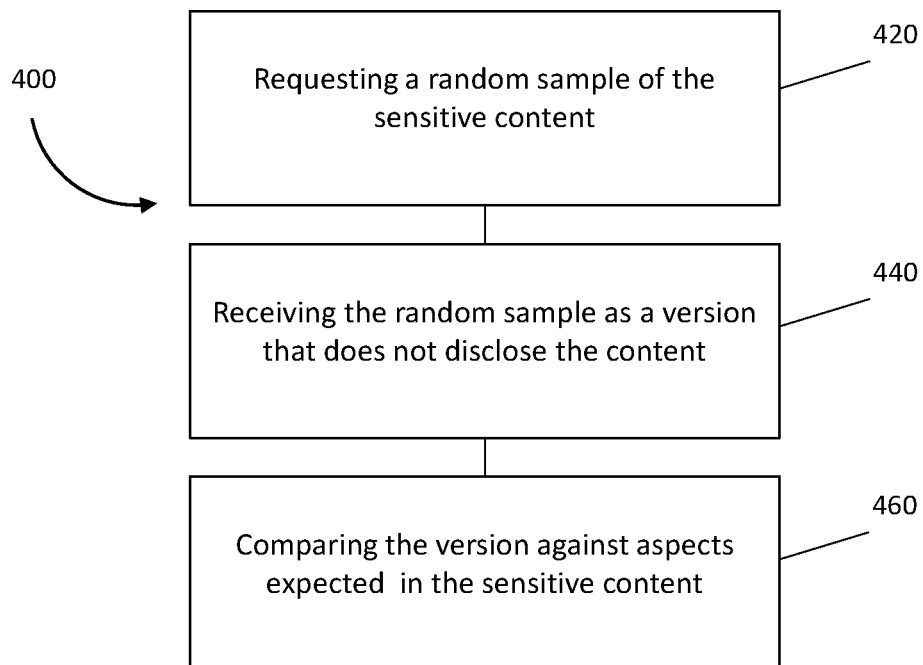 420
400
Requesting a random sample of the
sensitive content
440
Receiving the random sample as a version
that does not disclose the content
460
Comparing the version against aspects
expected  in the sensitive content